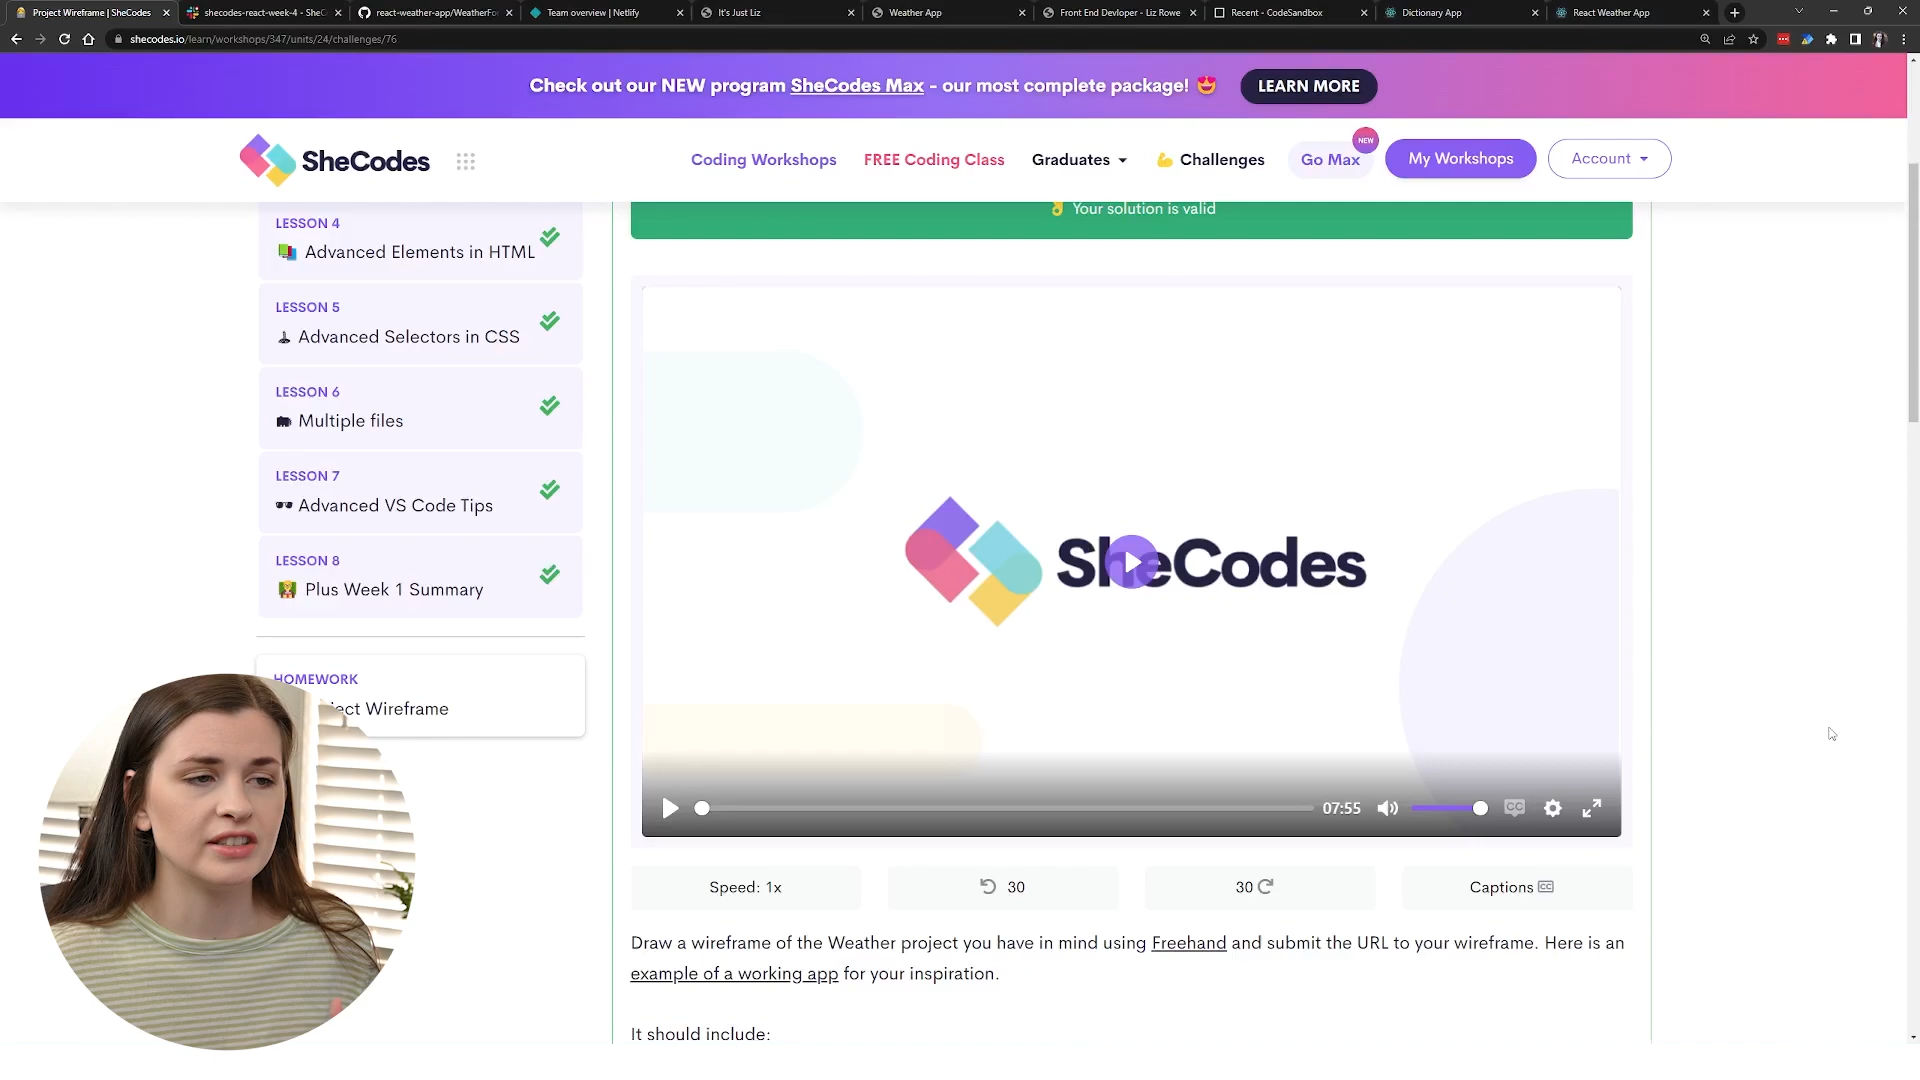 Project Wireframe | SheCodes
shecodes-react-week-4 - SheC
react-weather-app/WeatherFo
Team overview | Netlify
It's Just Liz
Weather App
Front End Devloper - Liz Rowe
Recent - CodeSandbox
Dictionary App
React Weather App
shecodes.io/learn/workshops/347/units/24/challenges/76
Check out our NEW program SheCodes Max - our most complete package! 😍
LEARN MORE
SheCodes
Coding Workshops
FREE Coding Class
Graduates
💪 Challenges
Go Max
NEW
My Workshops
Account
LESSON 4
Advanced Elements in HTML
LESSON 5
Advanced Selectors in CSS
LESSON 6
Multiple files
LESSON 7
🕶️ Advanced VS Code Tips
LESSON 8
Plus Week 1 Summary
HOMEWORK
ject Wireframe
👌 Your solution is valid
SheCodes
07:55
CC
Speed: 1x
30
30
Captions CC
Draw a wireframe of the Weather project you have in mind using Freehand and submit the URL to your wireframe. Here is an
example of a working app for your inspiration.
It should include: